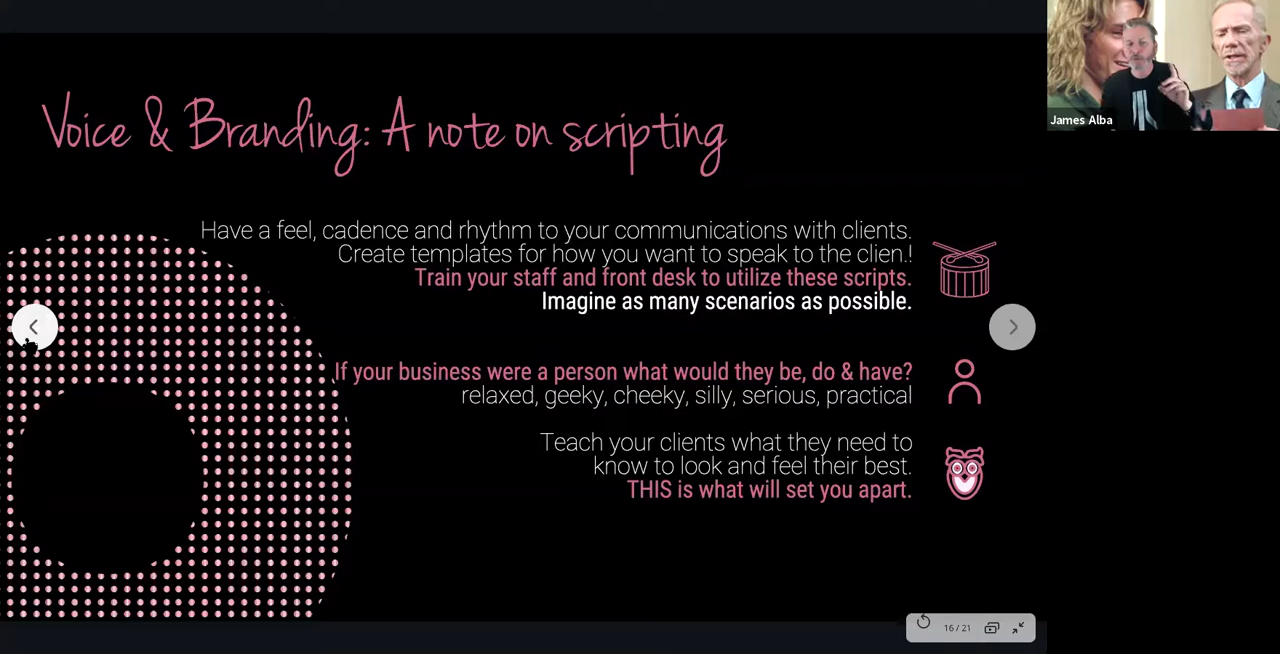 James Alba
Voice & Branding: A note on scripting
Have a feel, cadence and rhythm to your communications with clients.
Create templates for how you want to speak to the clien.!
Train your staff and front desk to utilize these scripts.
Imagine as many scenarios as possible.
If your business were a person what would they be, do & have?
relaxed, geeky, cheeky, silly, serious, practical
Teach your clients what they need to
know to look and feel their best.
THIS is what will set you apart.
16 / 21